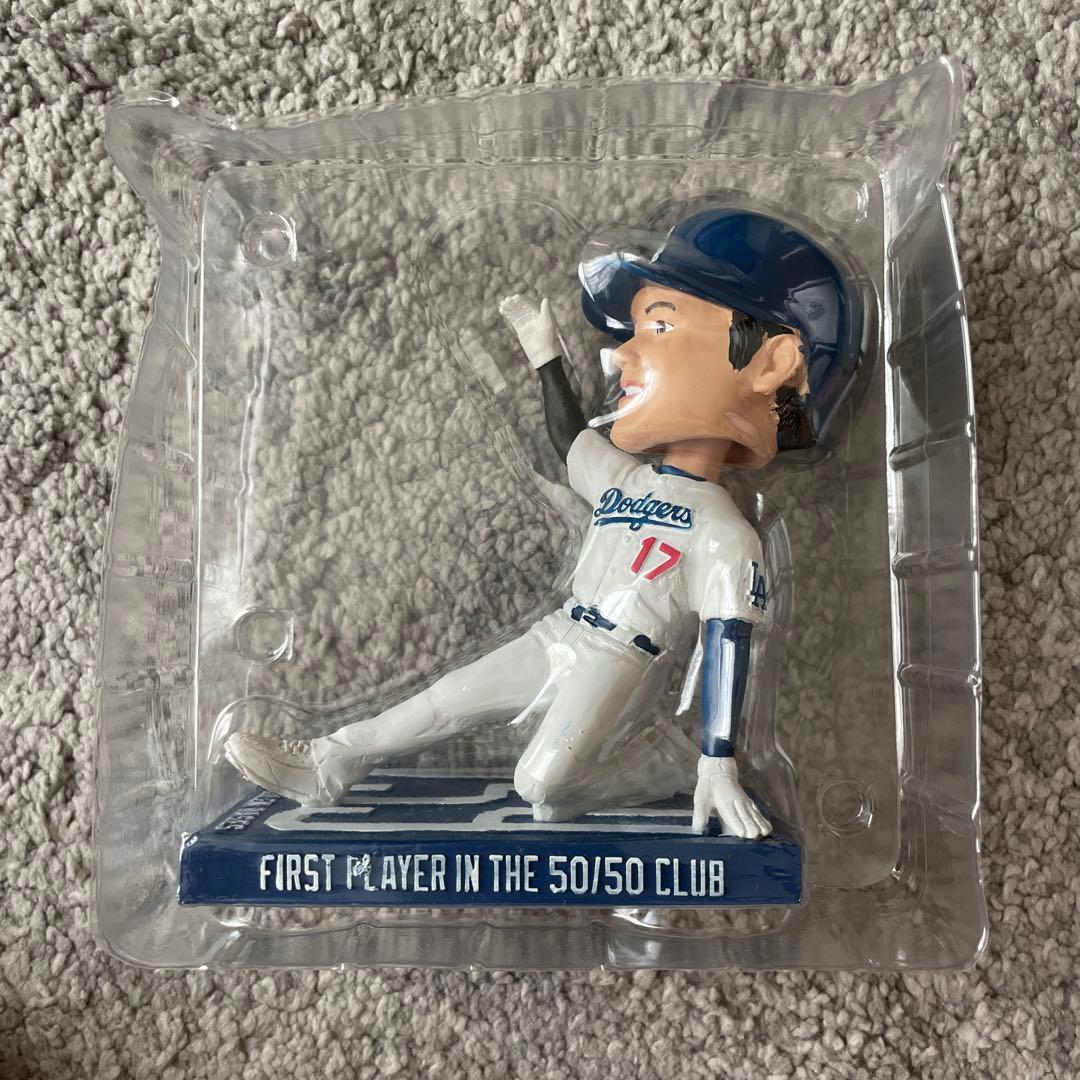 Dodgers
17
LA
FIRST PLAYER IN THE 50/50 CLUB